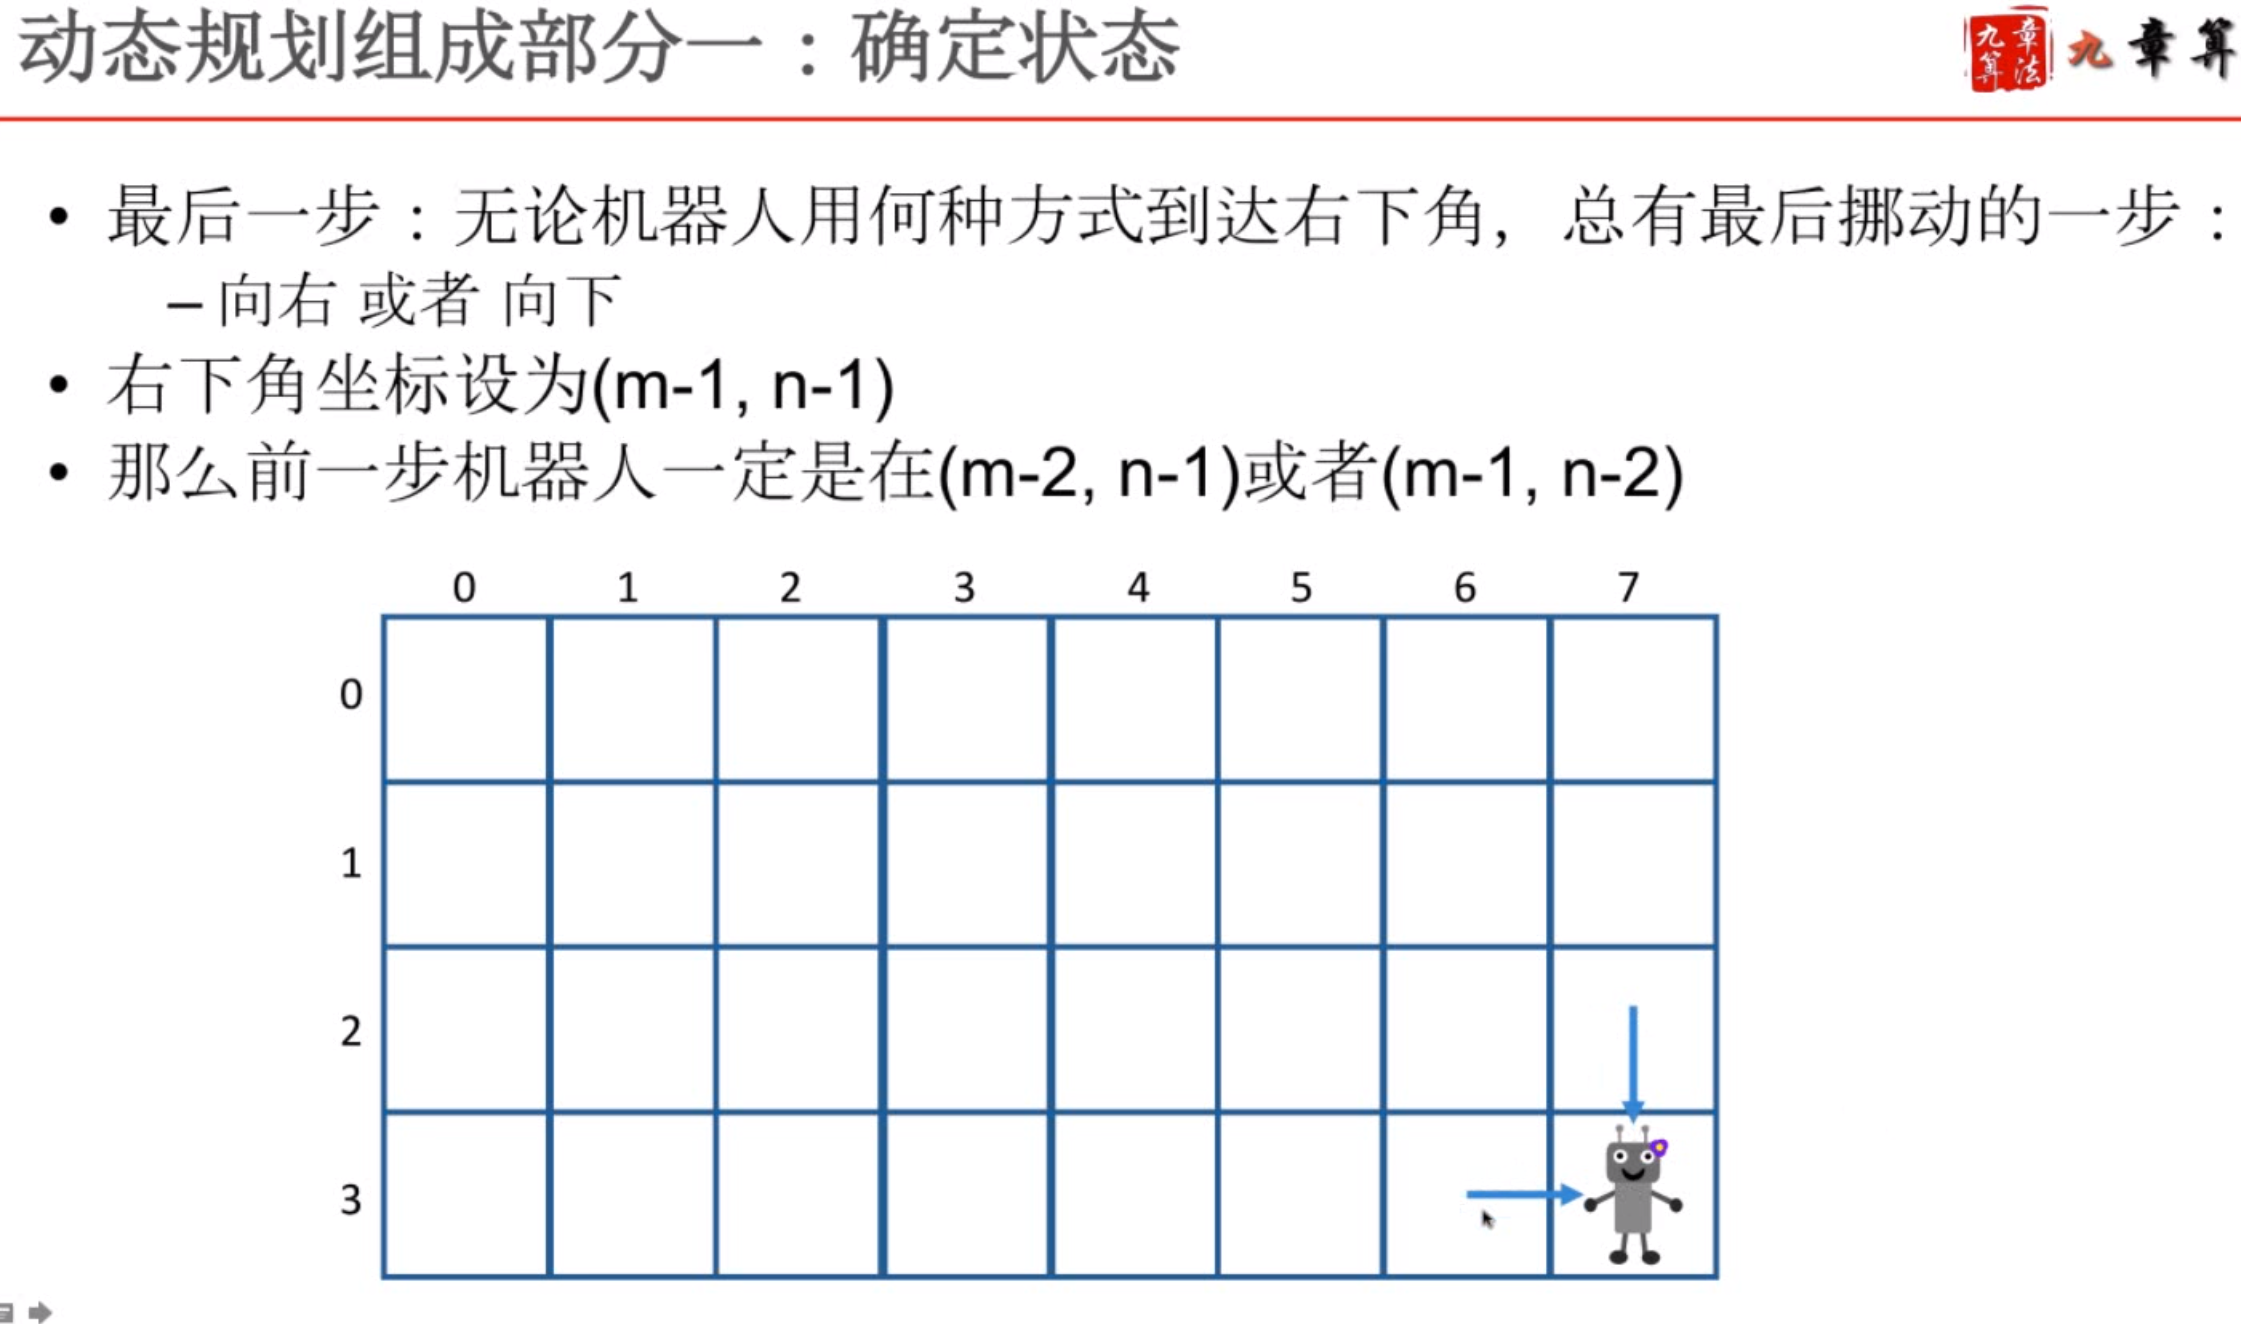 动态规划组成部分一：确定状态
九章算法
九章算
• 最后一步：无论机器人用何种方式到达右下角，总有最后挪动的一步：
– 向右 或者 向下
• 右下角坐标设为(m-1, n-1)
• 那么前一步机器人一定是在(m-2, n-1)或者(m-1, n-2)
0 1 2 3 4 5 6 7
0
1
2
3